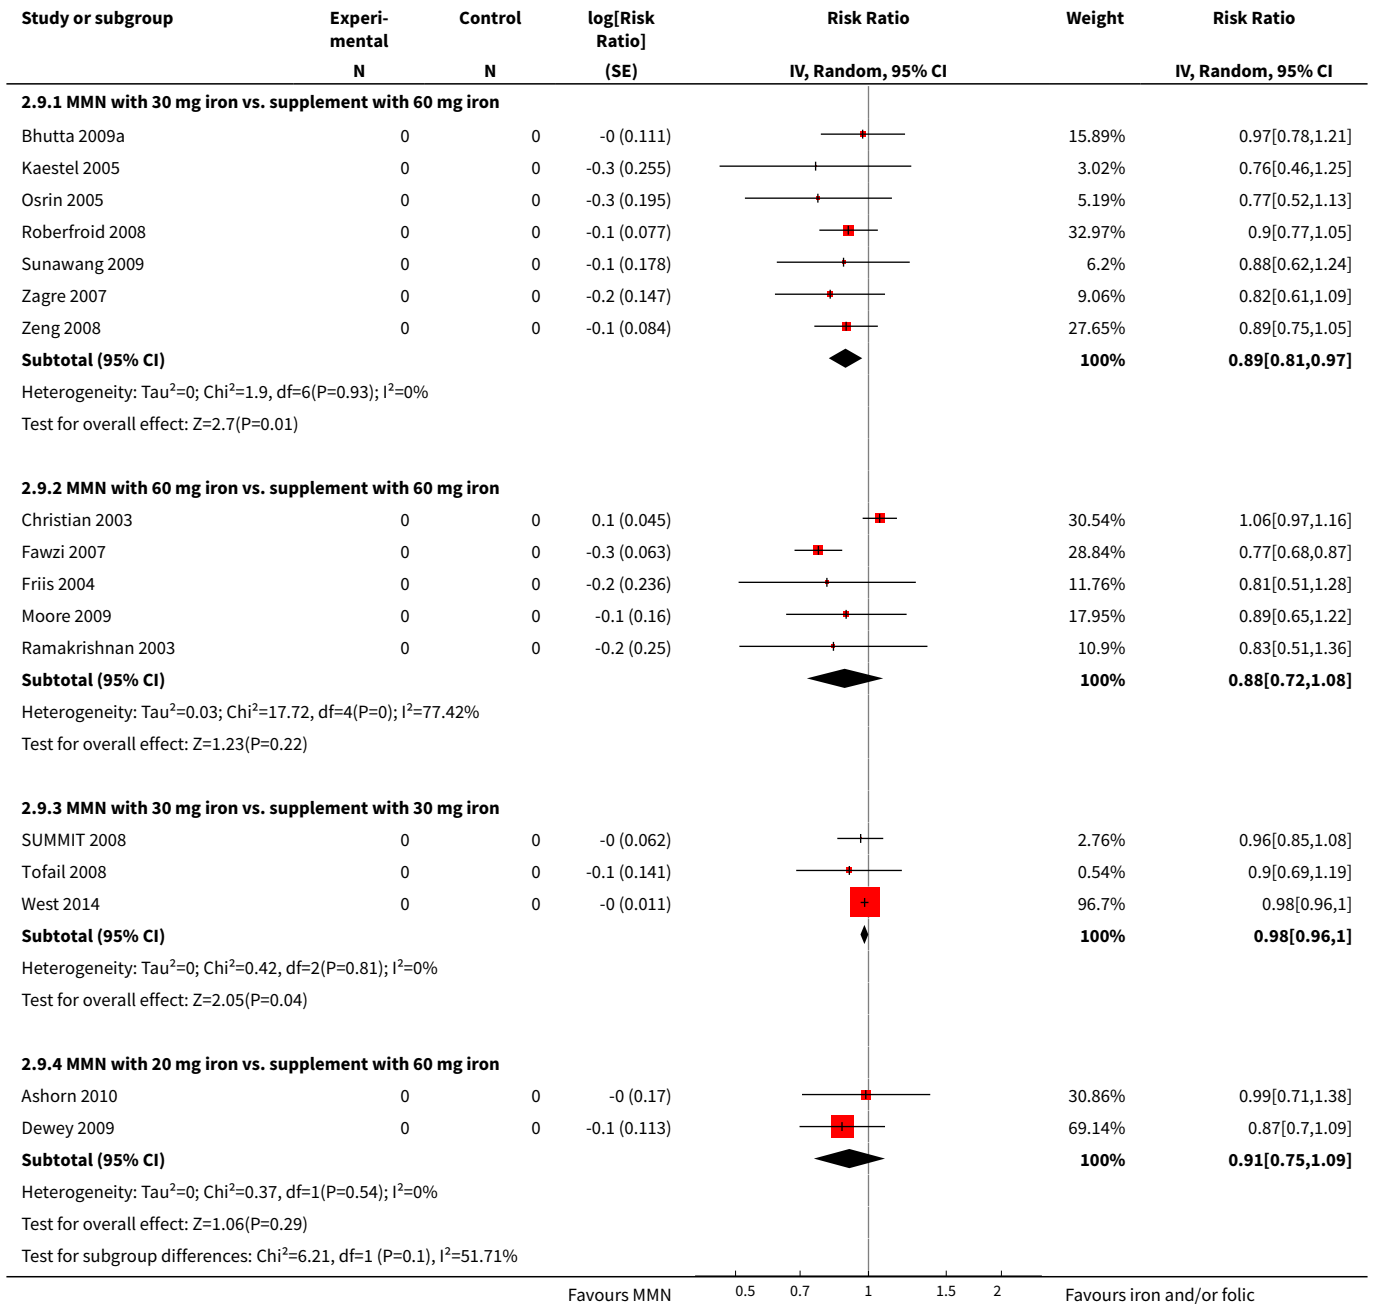 Study or subgroup Experi- Control log[Risk Risk Ratio Weight Risk Ratio
mental Ratio]
N N (SE) IV, Random, 95% CI IV, Random, 95% CI
2.9.1 MMN with 30 mg iron vs. supplement with 60 mg iron
Bhutta 2009a 0 0 -0 (0.111) 15.89% 0.97[0.78,1.21]
Kaestel 2005 0 0 -0.3 (0.255) 3.02% 0.76[0.46,1.25]
Osrin 2005 0 0 -0.3 (0.195) 5.19% 0.77[0.52,1.13]
Roberfroid 2008 0 0 -0.1 (0.077) 32.97% 0.9[0.77,1.05]
Sunawang 2009 0 0 -0.1 (0.178) 6.2% 0.88[0.62,1.24]
Zagre 2007 0 0 -0.2 (0.147) 9.06% 0.82[0.61,1.09]
Zeng 2008 0 0 -0.1 (0.084) 27.65% 0.89[0.75,1.05]
Subtotal (95% CI) 100% 0.89[0.81,0.97]
Heterogeneity: Tau²=0; Chi²=1.9, df=6(P=0.93); I²=0%
Test for overall effect: Z=2.7(P=0.01)
2.9.2 MMN with 60 mg iron vs. supplement with 60 mg iron
Christian 2003 0 0 0.1 (0.045) 30.54% 1.06[0.97,1.16]
Fawzi 2007 0 0 -0.3 (0.063) 28.84% 0.77[0.68,0.87]
Friis 2004 0 0 -0.2 (0.236) 11.76% 0.81[0.51,1.28]
Moore 2009 0 0 -0.1 (0.16) 17.95% 0.89[0.65,1.22]
Ramakrishnan 2003 0 0 -0.2 (0.25) 10.9% 0.83[0.51,1.36]
Subtotal (95% CI) 100% 0.88[0.72,1.08]
Heterogeneity: Tau²=0.03; Chi²=17.72, df=4(P=0); I²=77.42%
Test for overall effect: Z=1.23(P=0.22)
2.9.3 MMN with 30 mg iron vs. supplement with 30 mg iron
SUMMIT 2008 0 0 -0 (0.062) 2.76% 0.96[0.85,1.08]
Tofail 2008 0 0 -0.1 (0.141) 0.54% 0.9[0.69,1.19]
West 2014 0 0 -0 (0.011) 96.7% 0.98[0.96,1]
Subtotal (95% CI) 100% 0.98[0.96,1]
Heterogeneity: Tau²=0; Chi²=0.42, df=2(P=0.81); I²=0%
Test for overall effect: Z=2.05(P=0.04)
2.9.4 MMN with 20 mg iron vs. supplement with 60 mg iron
Ashorn 2010 0 0 -0 (0.17) 30.86% 0.99[0.71,1.38]
Dewey 2009 0 0 -0.1 (0.113) 69.14% 0.87[0.7,1.09]
Subtotal (95% CI) 100% 0.91[0.75,1.09]
Heterogeneity: Tau²=0; Chi²=0.37, df=1(P=0.54); I²=0%
Test for overall effect: Z=1.06(P=0.29)
Test for subgroup differences: Chi²=6.21, df=1 (P=0.1), I²=51.71%
Favours MMN 0.5 0.7 1 1.5 2 Favours iron and/or folic